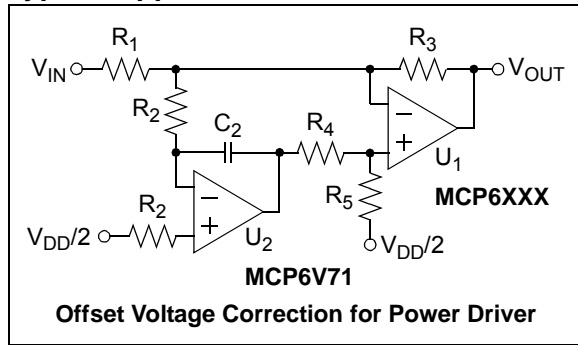 R1
R3
VIN
VOUT
R2
C2
R4
U1
R5
MCP6XXX
R2
U2
VDD/2
VDD/2
MCP6V71
Offset Voltage Correction for Power Driver